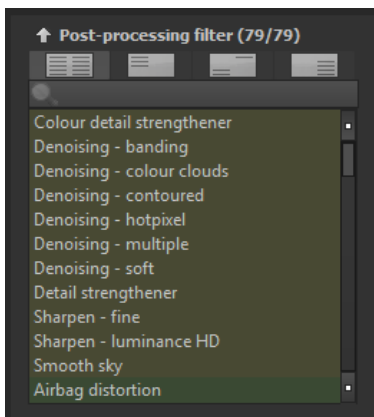 Post-processing filter (79/79)
Colour detail strengthener
Denoising - banding
Denoising - colour clouds
Denoising - contoured
Denoising - hotpixel
Denoising - multiple
Denoising - soft
Detail strengthener
Sharpen - fine
Sharpen - luminance HD
Smooth sky
Airbag distortion